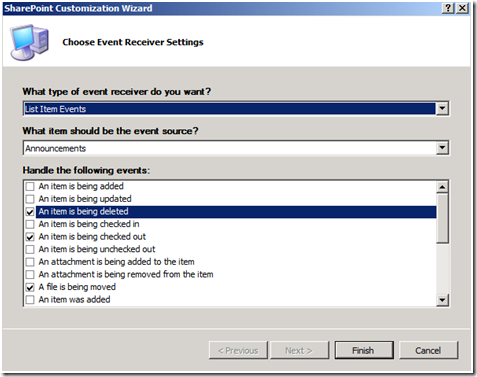 SharePoint Customization Wizard
Choose Event Receiver Settings
What type of event receiver do you want?
List Item Events
What item should be the event source?
Announcements
Handle the following events:
An item is being added
An item is being updated
An item is being deleted
An item is being checked in
An item is being checked out
An item is being unchecked out
An attachment is being added to the item
An attachment is being removed from the item
A file is being moved
An item was added
< Previous
Next >
Finish
Cancel